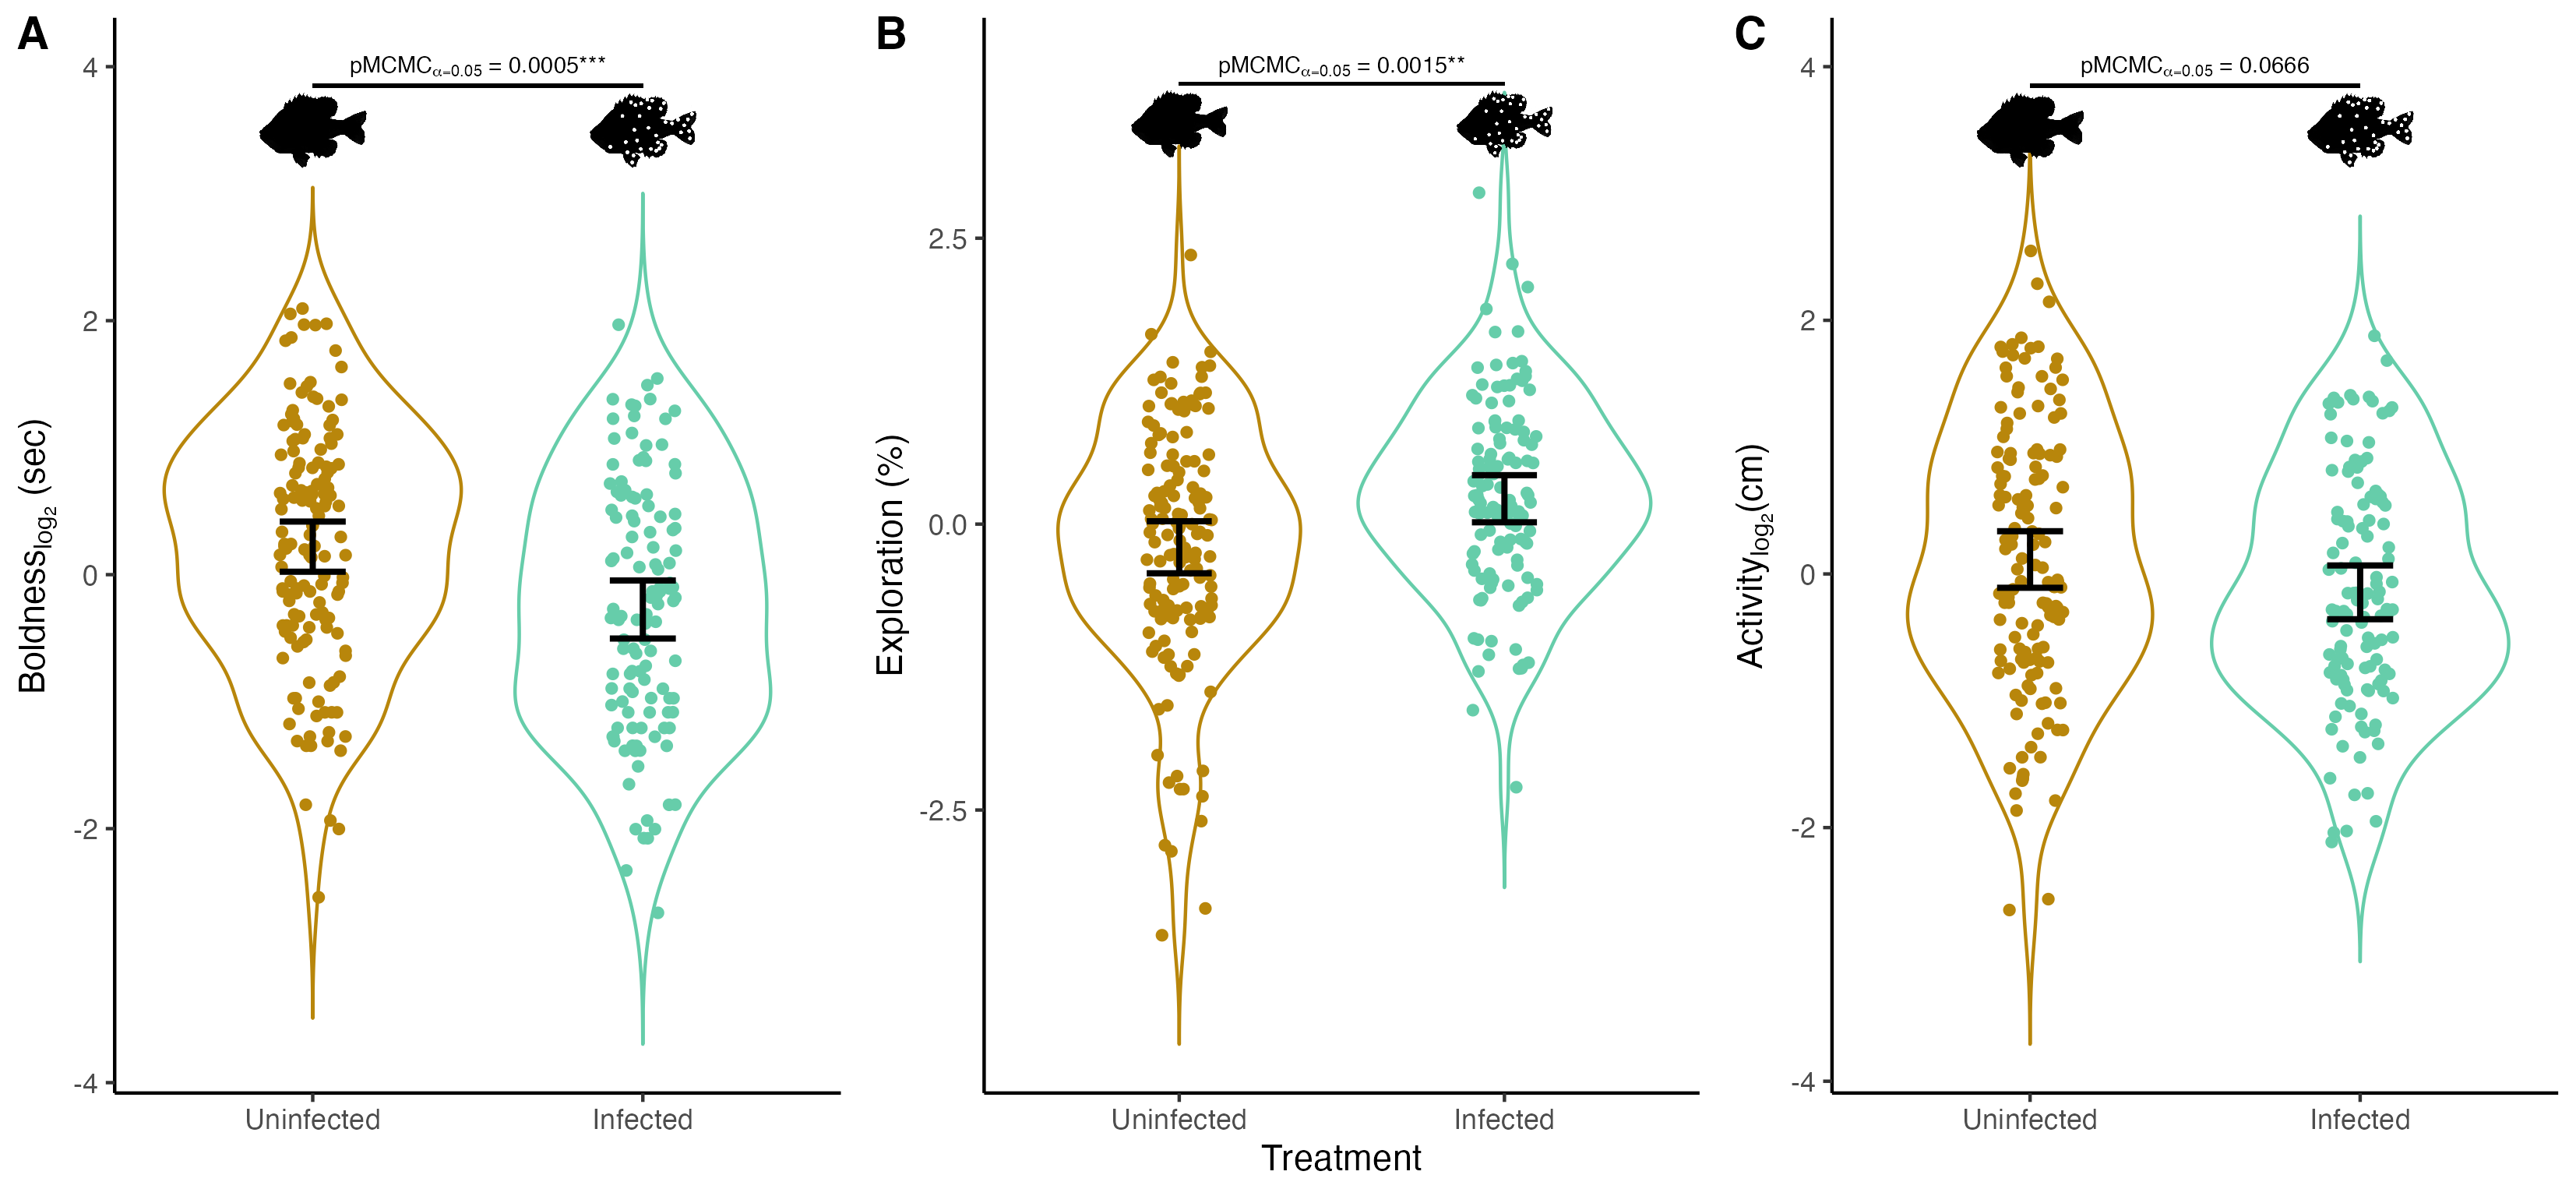 A
pMCMCα=0.05 = 0.0005***
4
2
0
-2
-4
Boldnesslog2 (sec)
Uninfected
Infected
B
pMCMCα=0.05 = 0.0015**
2.5
0.0
-2.5
Exploration (%)
Uninfected
Infected
Treatment
C
pMCMCα=0.05 = 0.0666
4
2
0
-2
-4
Activitylog2(cm)
Uninfected
Infected